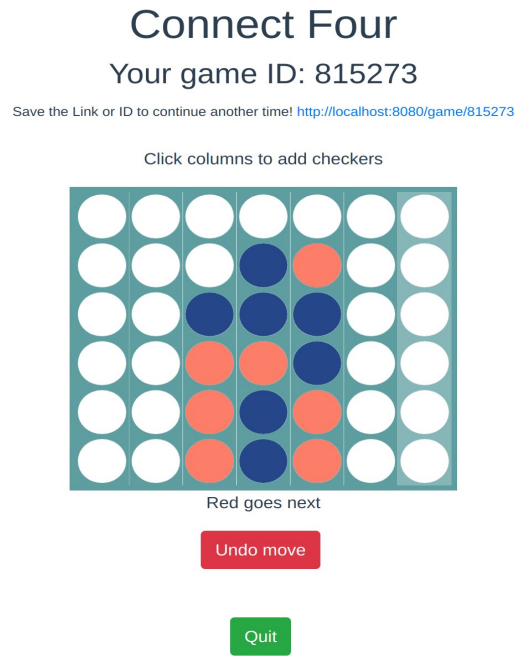 Connect Four
Your game ID: 815273
Save the Link or ID to continue another time! http://localhost:8080/game/815273
Click columns to add checkers
Red goes next
Undo move
Quit